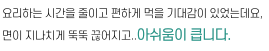 요리하는 시간을 줄이고 편하게 먹을 기대감이 있었는데요,
면이 지나치게 뚝뚝 끊어지고..아쉬움이 큽니다.